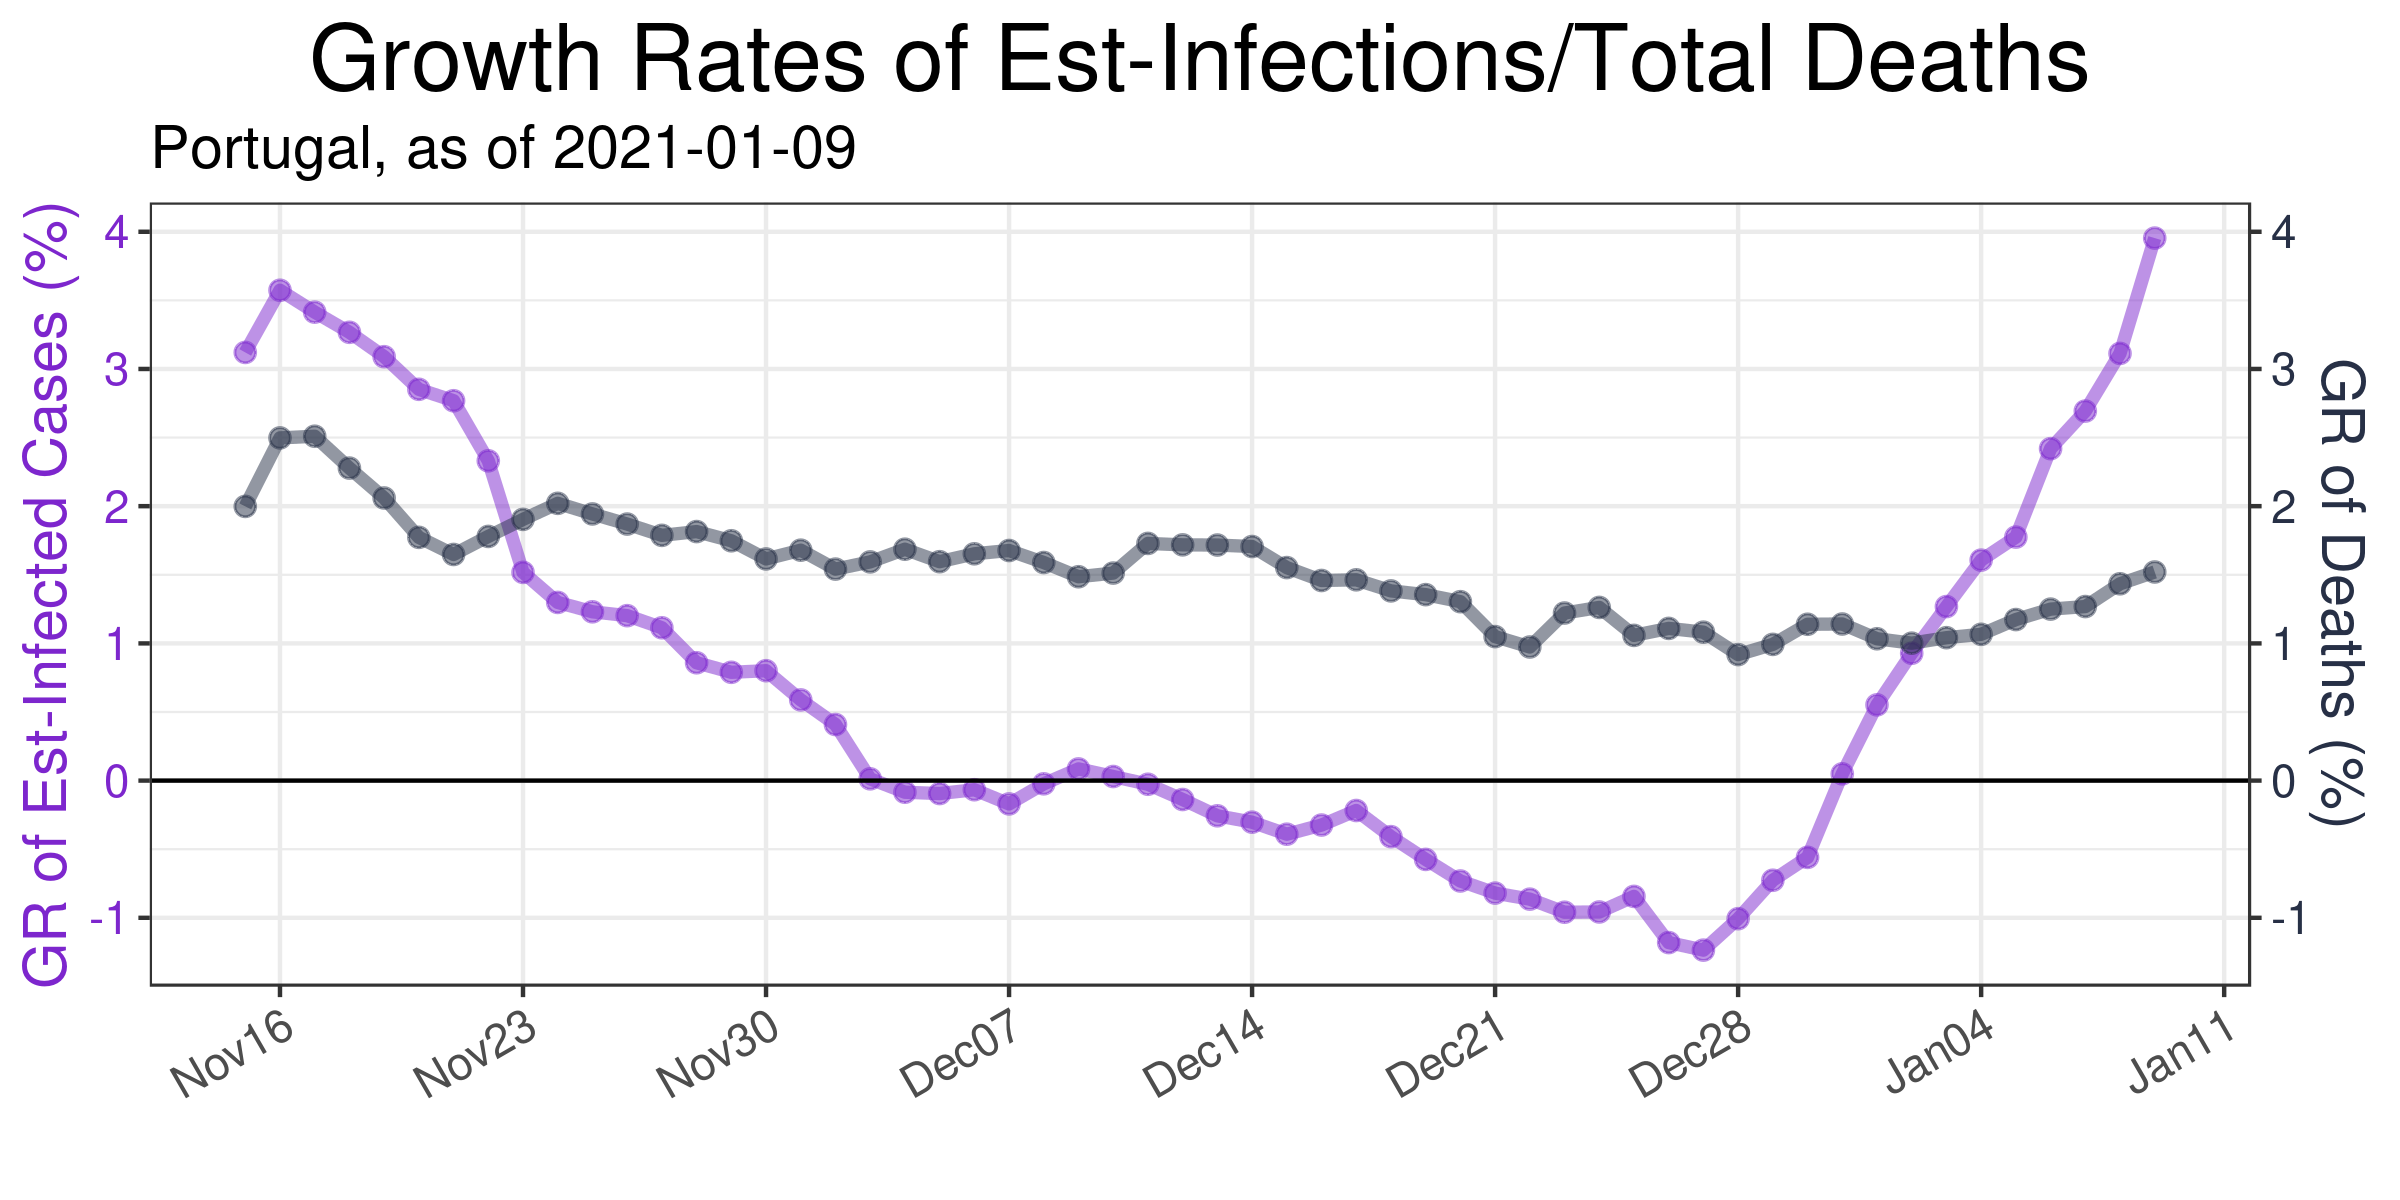 Growth Rates of Est-Infections/Total Deaths
Portugal, as of 2021-01-09
GR of Est-Infected Cases (%)
4
3
2
1
0
-1
4
3
2
1
0
-1
GR of Deaths (%)
Nov16
Nov23
Nov30
Dec07
Dec14
Dec21
Dec28
Jan04
Jan11